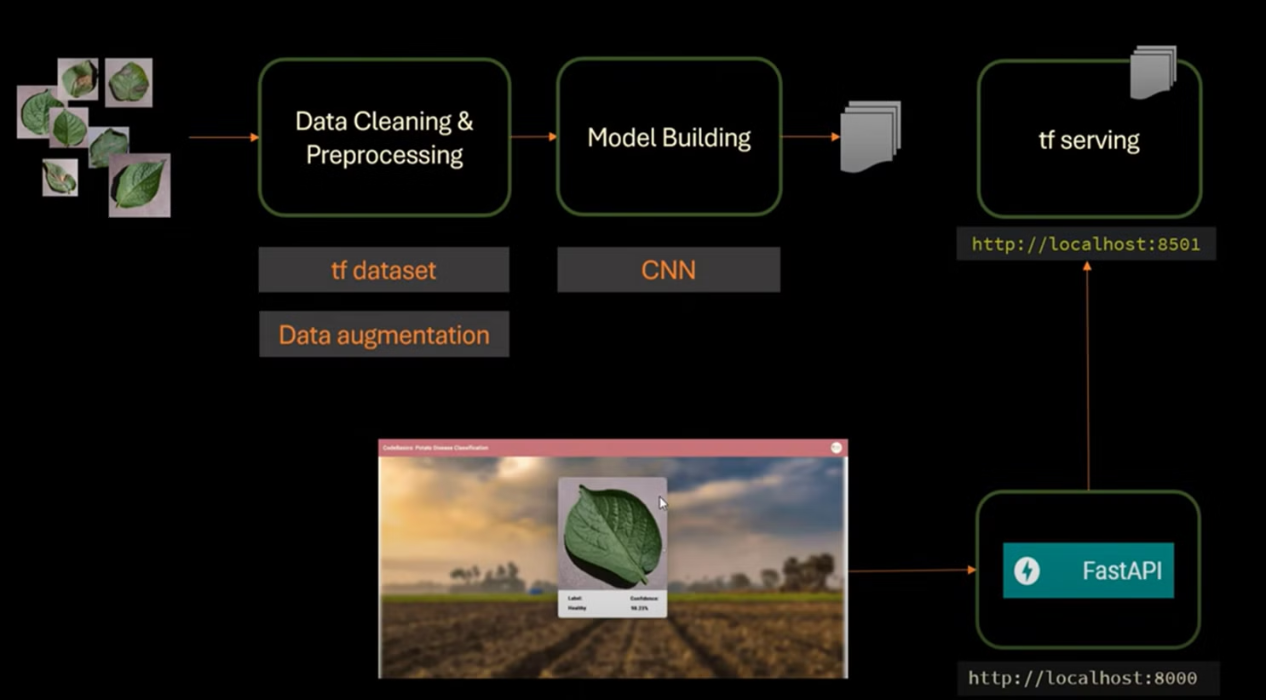 Data Cleaning &
Preprocessing
Model Building
tf serving
http://localhost:8501
tf dataset
CNN
Data augmentation
CodeBasics: Potato Disease Classification
Label: Confidence:
Healthy
FastAPI
http://localhost:8000